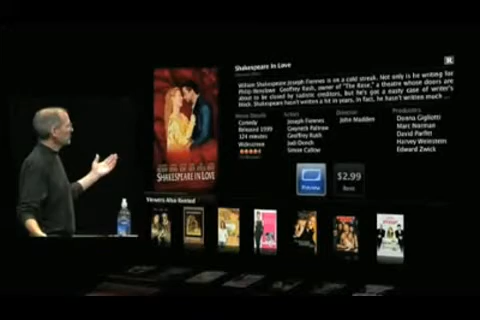 Shakespeare In Love
R
William Shakespeare (Joseph Fiennes) is on a cold streak. Not only is he writing for
Philip Henslowe (Geoffrey Rush), owner of "The Rose," a theatre whose doors are
about to be closed by sadistic creditors, but he's got a nasty case of writer's
block. Shakespeare hasn't written a hit in years. In fact, he hasn't written much ...
Movie Details
Comedy
Released 1999
124 minutes
Widescreen
Actors
Joseph Fiennes
Gwyneth Paltrow
Geoffrey Rush
Judi Dench
Simon Callow
Director
John Madden
Producers
Donna Gigliotti
Marc Norman
David Parfitt
Harvey Weinstein
Edward Zwick
SHAKESPEARE IN LOVE
Preview
$2.99
Rent
Viewers Also Rented